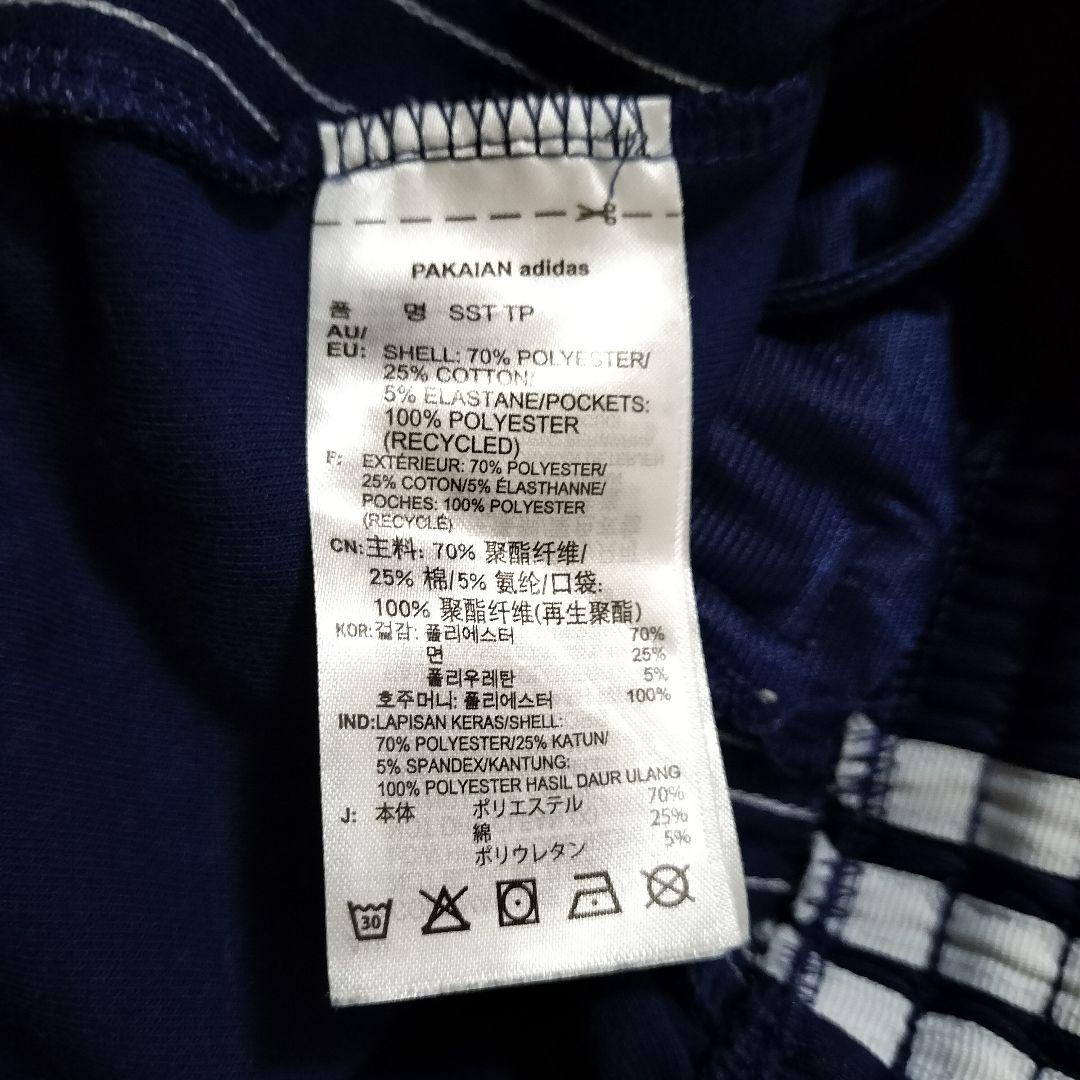 PAKAIAN adidas
품 명 SST TP
AU/
EU: SHELL: 70% POLYESTER/
25% COTTON/
5% ELASTANE/POCKETS:
100% POLYESTER
(RECYCLED)
F: EXTÉRIEUR: 70% POLYESTER/
25% COTON/5% ÉLASTHANNE/
POCHES: 100% POLYESTER
(RECYCLÉ)
CN: 主料: 70% 聚酯纤维/
25% 棉/5% 氨纶/口袋:
100% 聚酯纤维(再生聚酯)
KOR: 겉감: 폴리에스터 70%
면 25%
폴리우레탄 5%
호주머니: 폴리에스터 100%
IND: LAPISAN KERAS/SHELL:
70% POLYESTER/25% KATUN/
5% SPANDEX/KANTUNG:
100% POLYESTER HASIL DAUR ULANG
J: 本体 ポリエステル 70%
綿 25%
ポリウレタン 5%
30